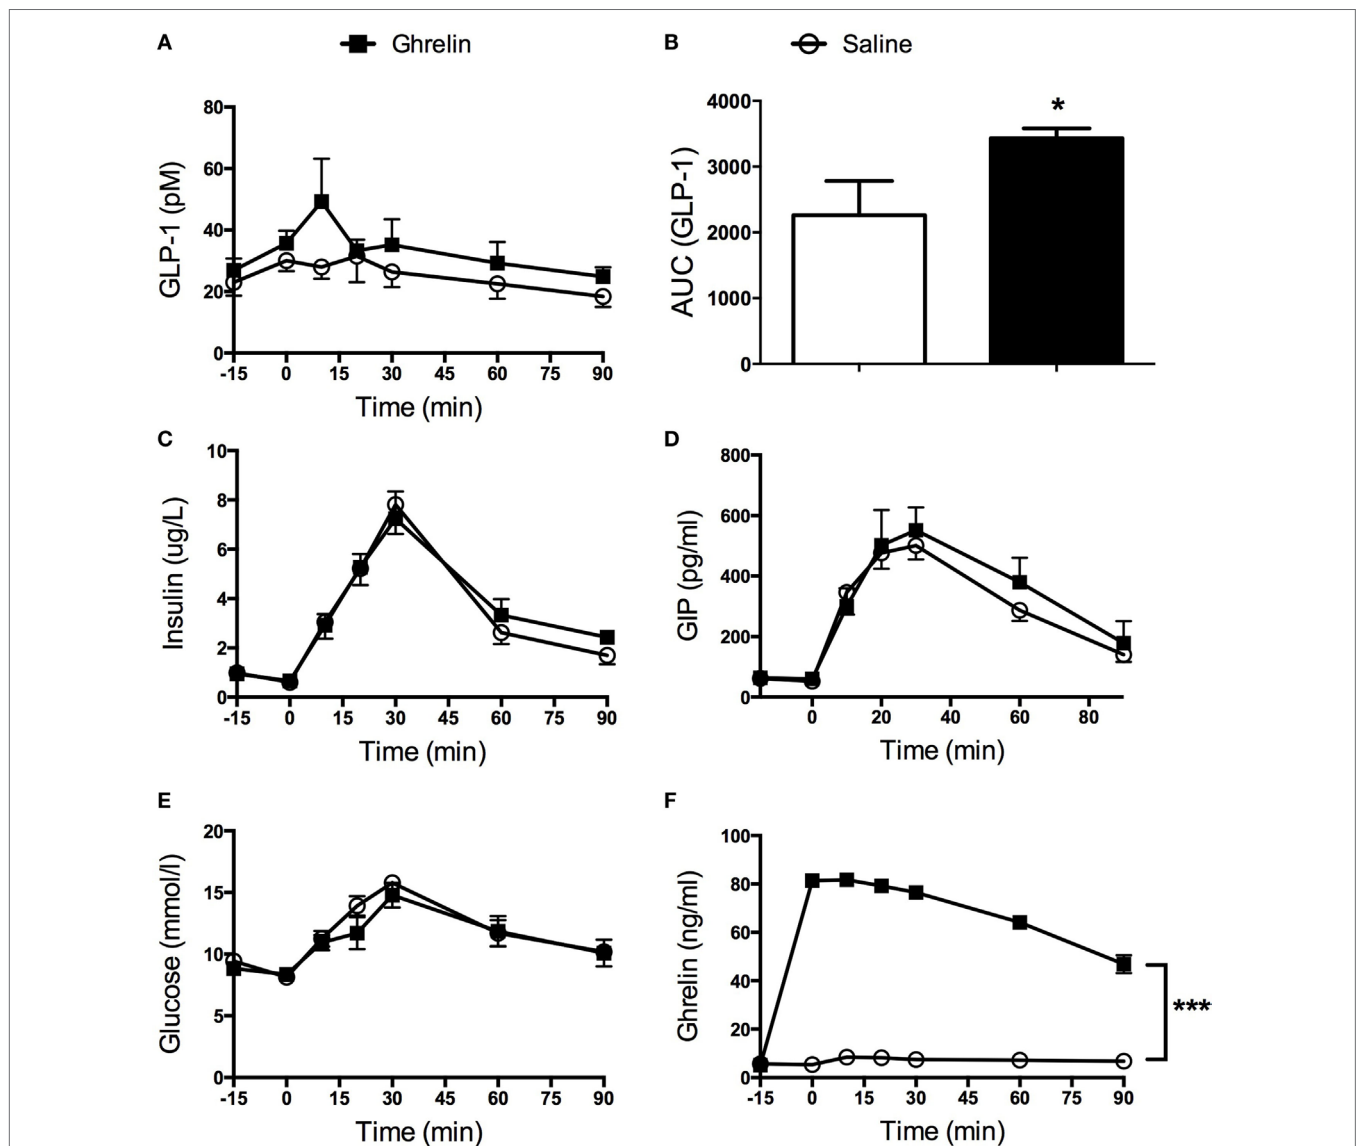 A Ghrelin B Saline
80
60
40
20
0
GLP-1 (pM)
-15 0 15 30 45 60 75 90
Time (min)
4000
3000
2000
1000
0
AUC (GLP-1)
*
C
10
8
6
4
2
0
Insulin (ug/L)
-15 0 15 30 45 60 75 90
Time (min)
D
800
600
400
200
0
GIP (pg/ml)
0 20 40 60 80
Time (min)
E
20
15
10
5
0
Glucose (mmol/l)
-15 0 15 30 45 60 75 90
Time (min)
F
100
80
60
40
20
0
Ghrelin (ng/ml)
***
-15 0 15 30 45 60 75 90
Time (min)